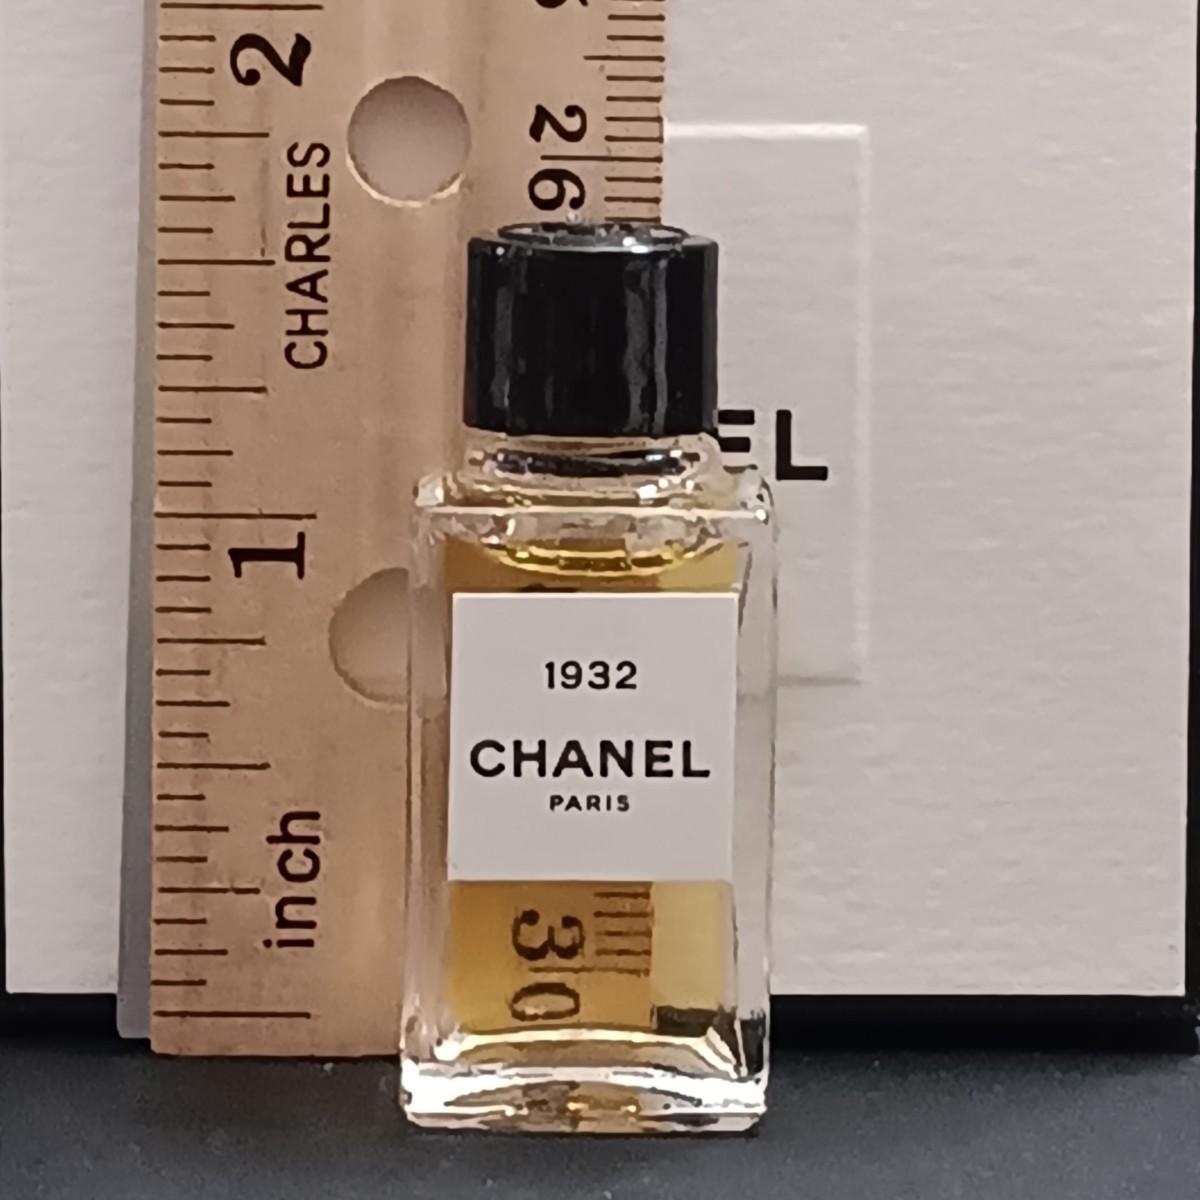 2
CHARLES
1
inch
26
30
EL
1932
CHANEL
PARIS